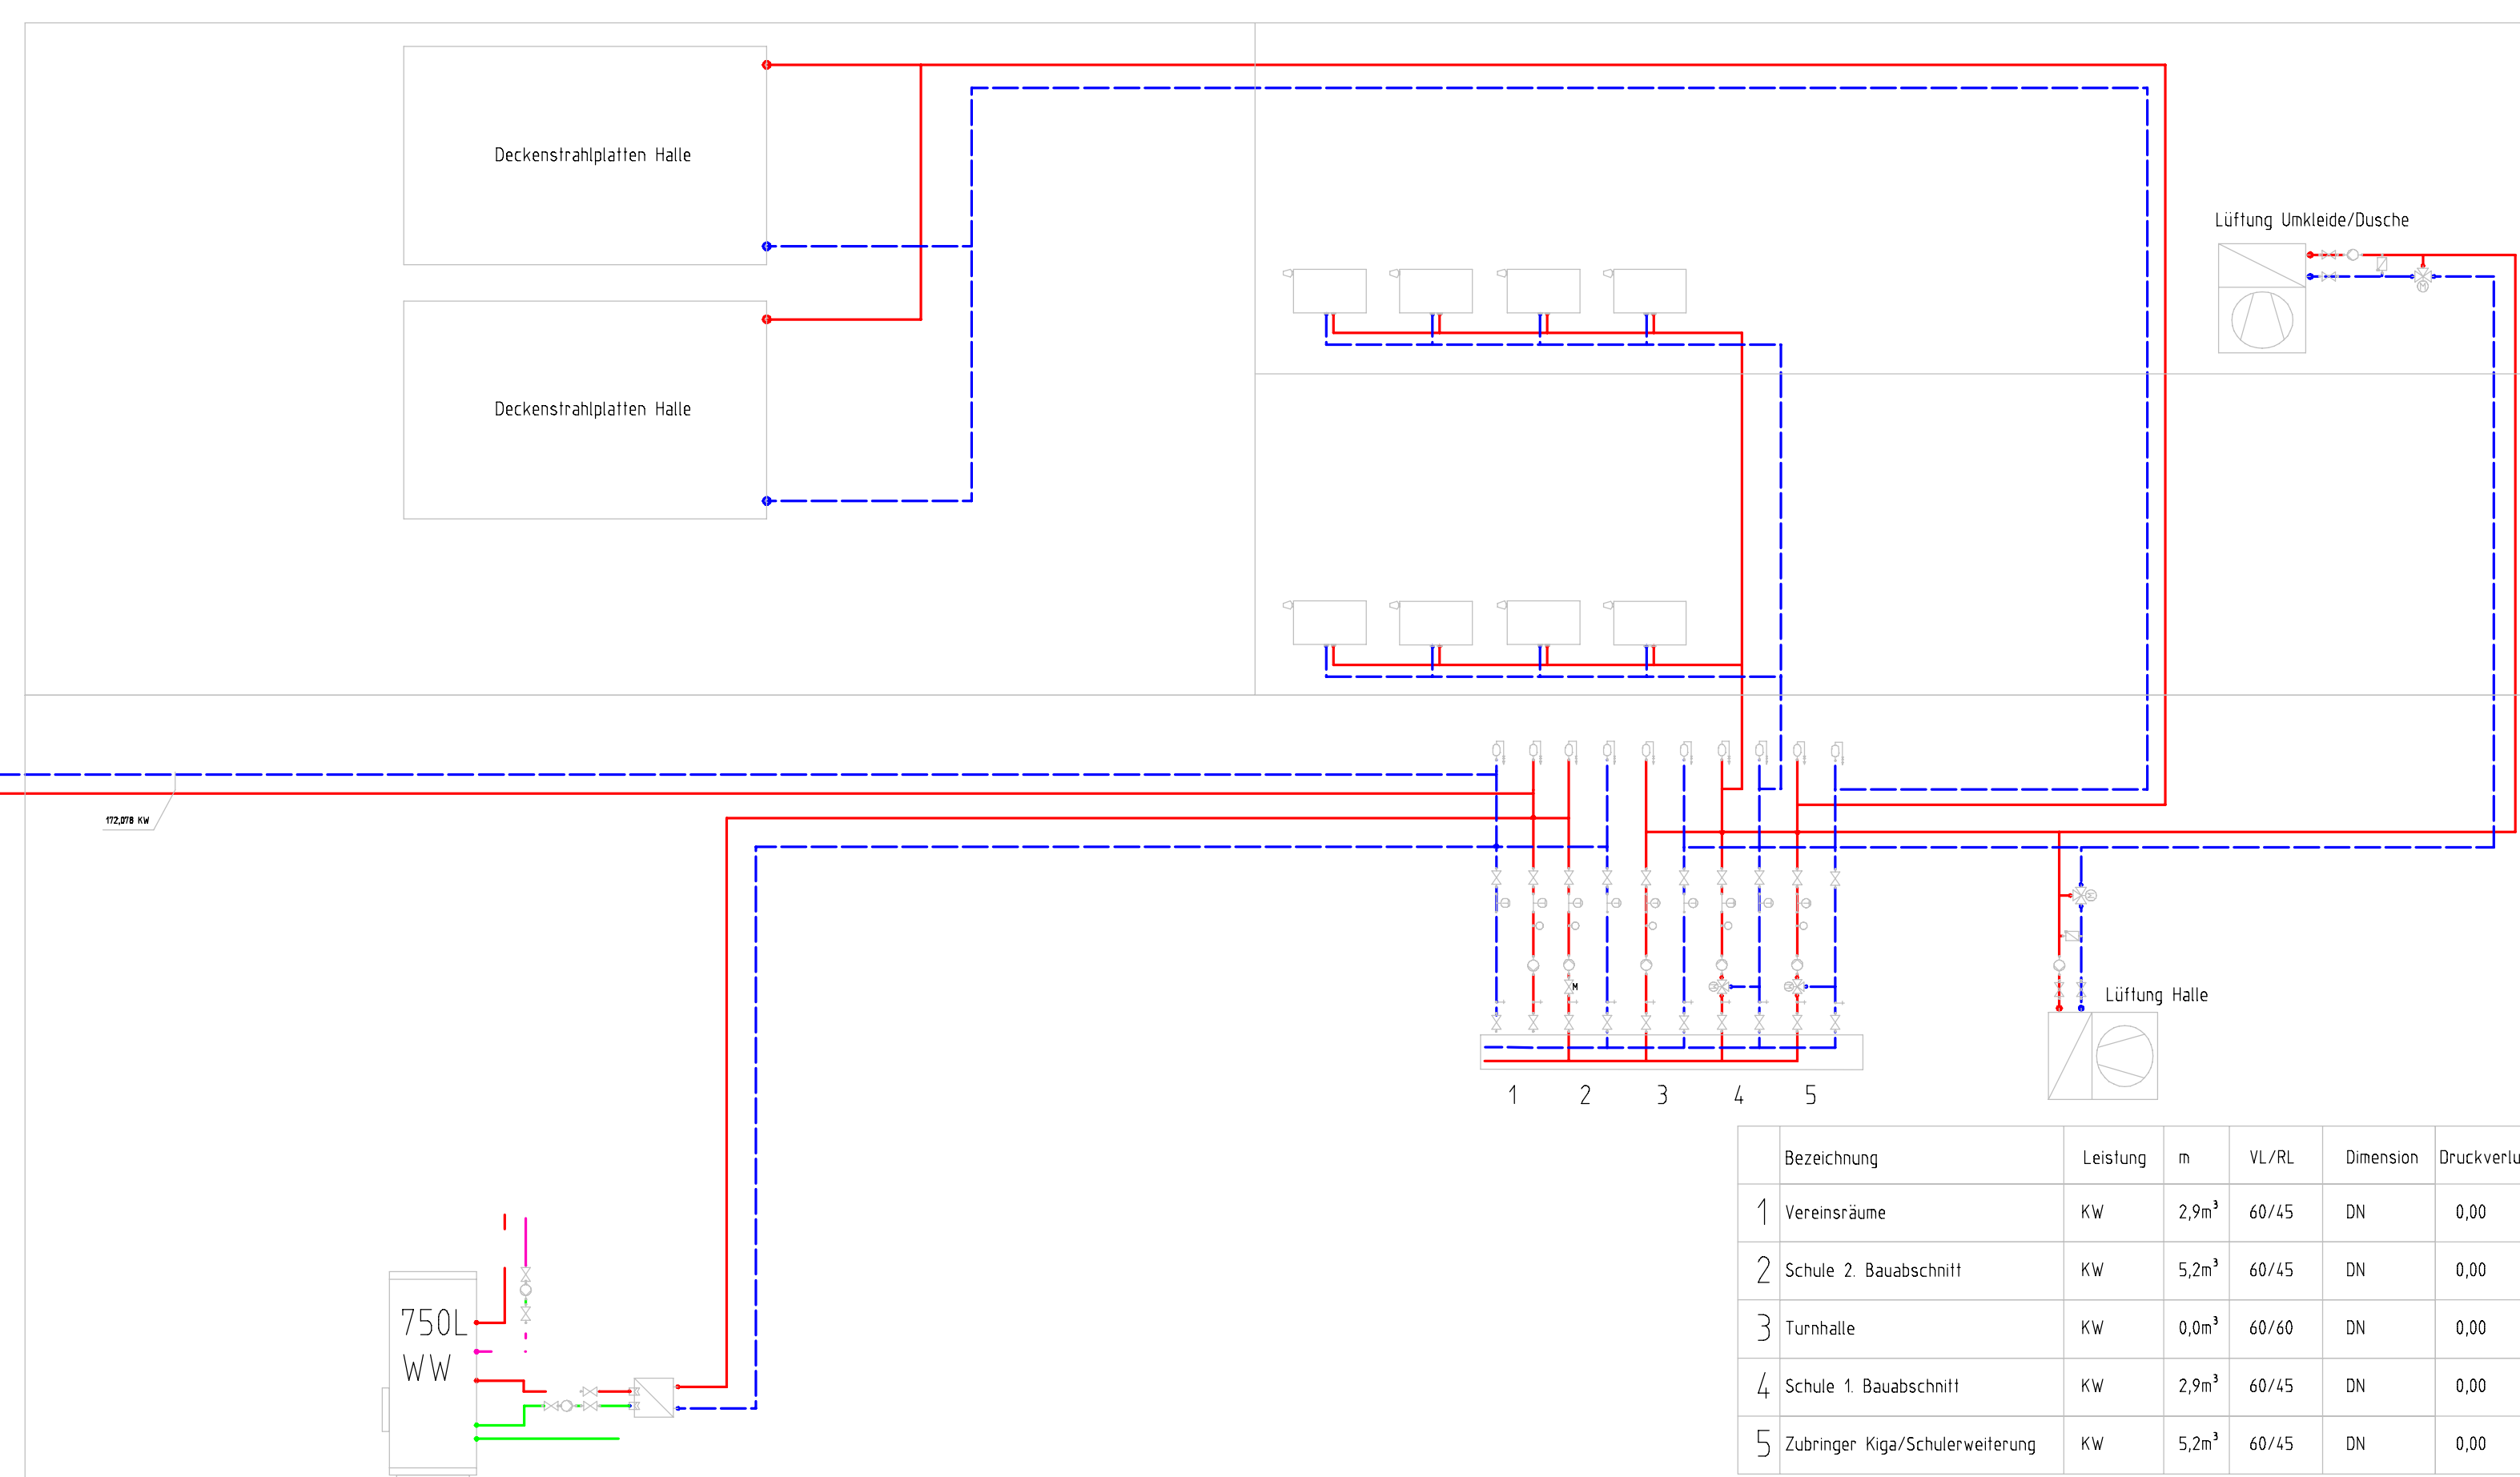 Deckenstrahlplatten Halle
Lüftung Umkleide/Dusche
M
Deckenstrahlplatten Halle
172,078 KW
M
M
M
M
Lüftung Halle
1 2 3 4 5
Bezeichnung Leistung m VL/RL Dimension Druckverlu
1 Vereinsräume KW 2,9m³ 60/45 DN 0,00
2 Schule 2. Bauabschnitt KW 5,2m³ 60/45 DN 0,00
3 Turnhalle KW 0,0m³ 60/60 DN 0,00
4 Schule 1. Bauabschnitt KW 2,9m³ 60/45 DN 0,00
5 Zubringer Kiga/Schulerweiterung KW 5,2m³ 60/45 DN 0,00
750L
WW